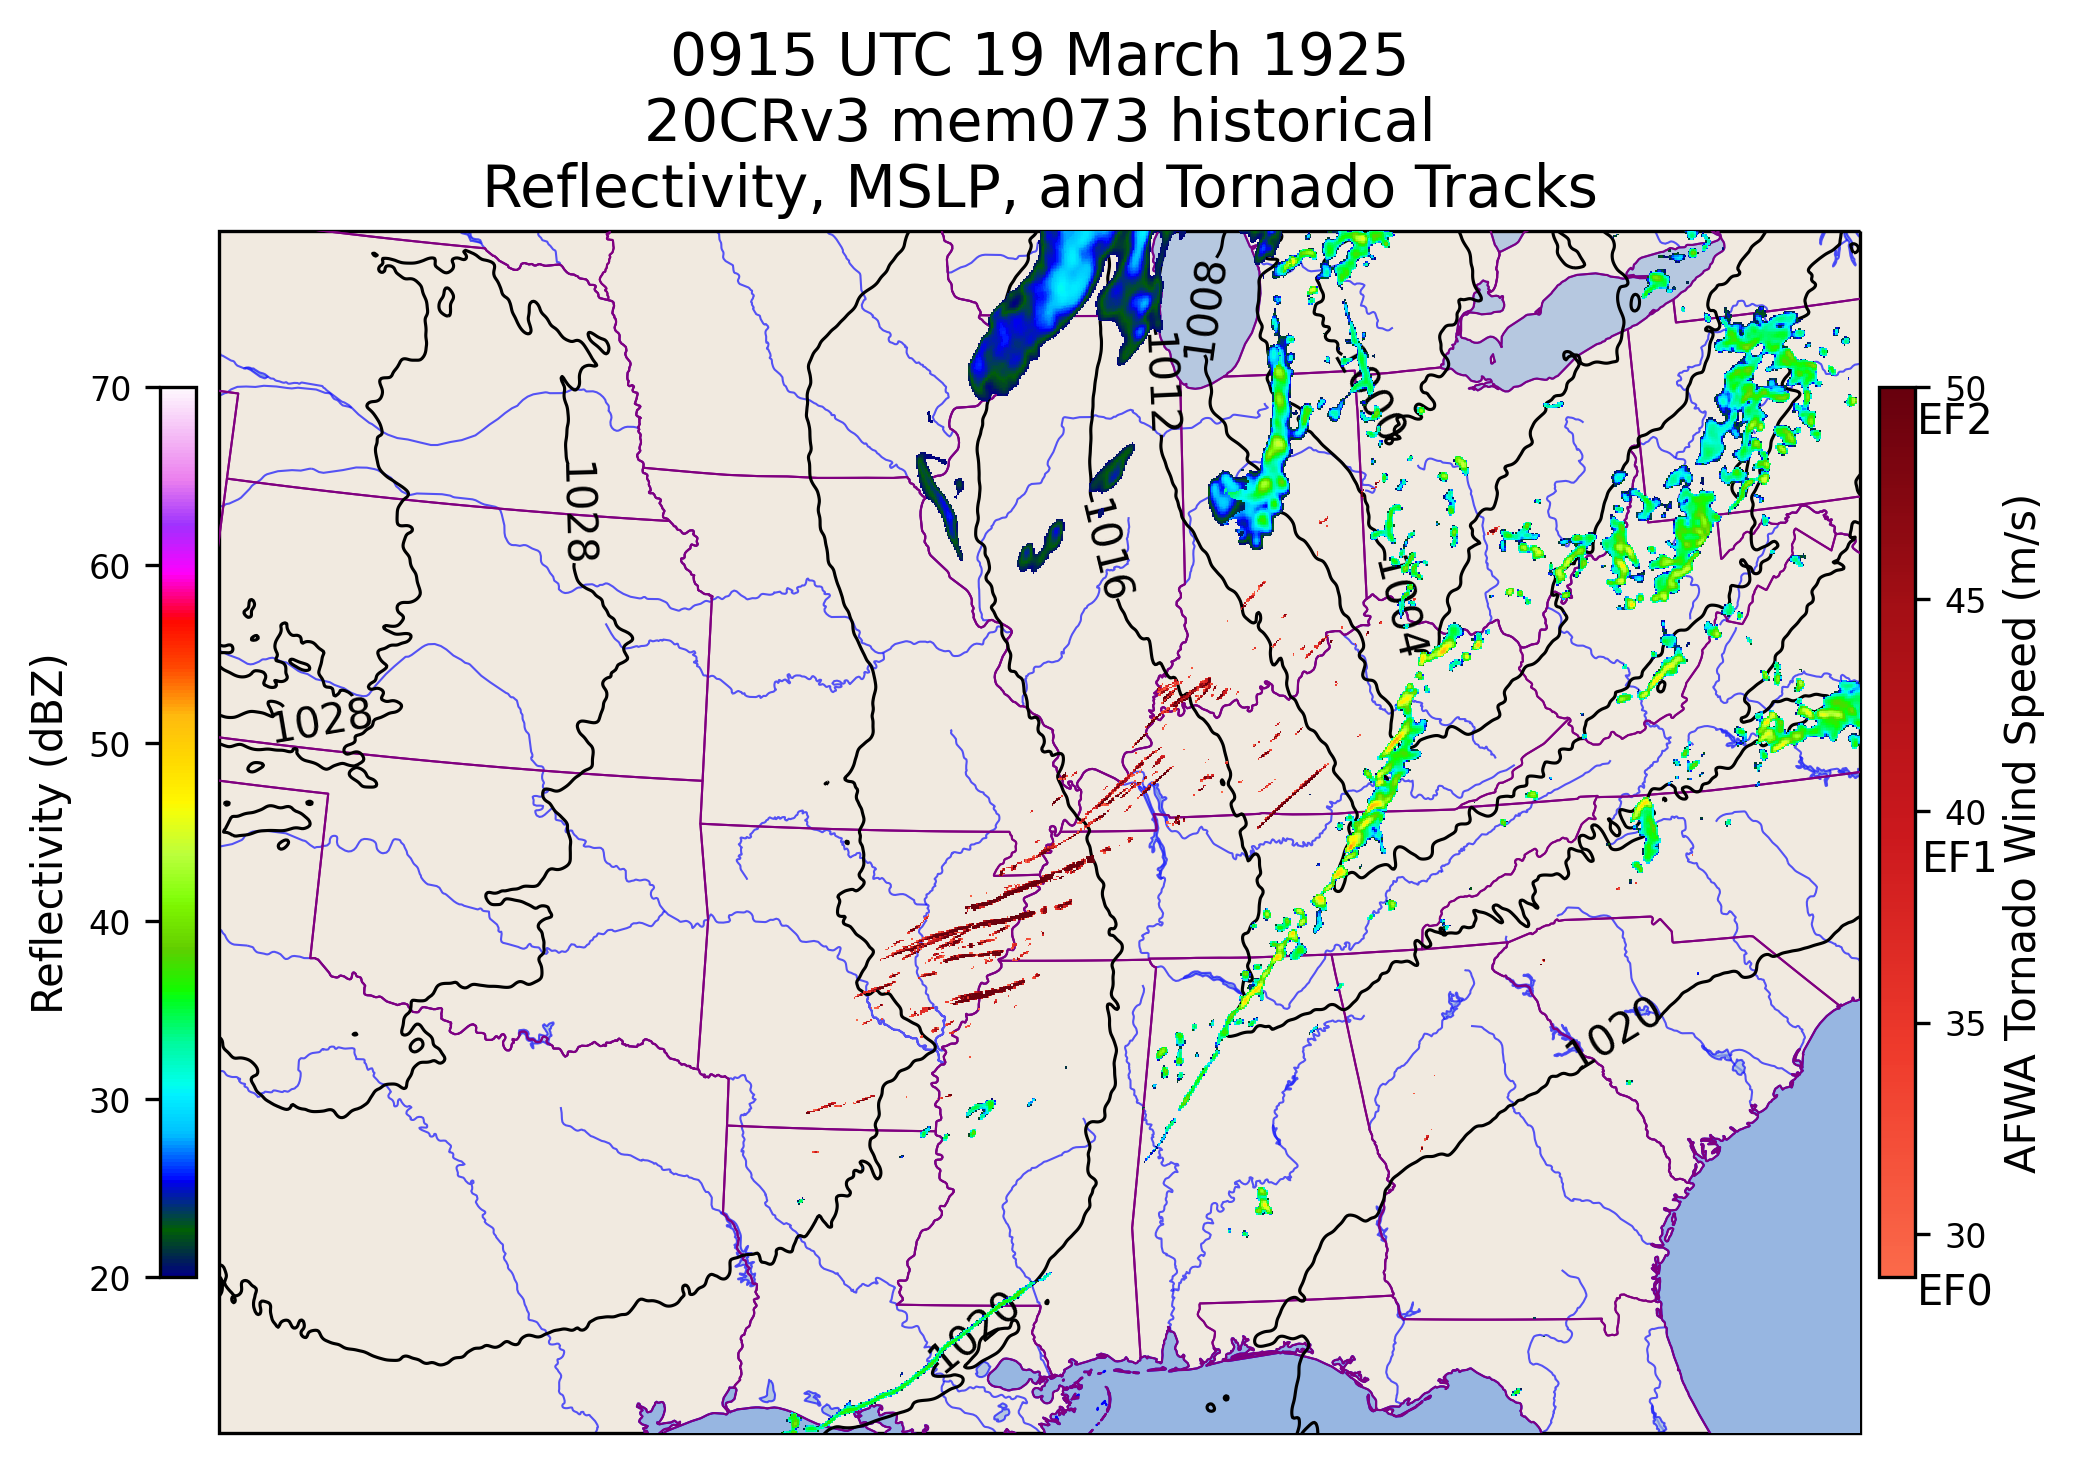 0915 UTC 19 March 1925
20CRv3 mem073 historical
Reflectivity, MSLP, and Tornado Tracks
Reflectivity (dBZ)
70
60
50
40
30
20
1008
1012
1028
1016
1004
1028
1020
1020
50
EF2
45
40
EF1
35
30
EF0
AFWA Tornado Wind Speed (m/s)